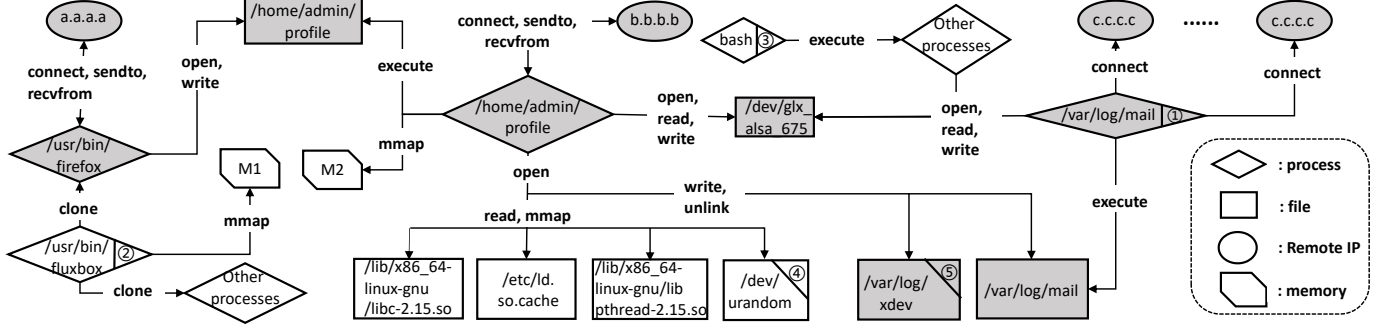 a.a.a.a
/home/admin/
profile
connect, sendto,
recvfrom
b.b.b.b
bash
③
execute
Other
processes
c.c.c.c
......
c.c.c.c
connect, sendto,
recvfrom
open,
write
execute
connect
connect
/usr/bin/
firefox
/home/admin/
profile
open,
read,
write
/dev/glx_
alsa_675
open,
read,
write
/var/log/mail
①
M1
M2
mmap
: process
clone
mmap
open
write,
unlink
execute
: file
read, mmap
/usr/bin/
fluxbox
②
: Remote IP
clone
Other
processes
/lib/x86_64-
linux-gnu
/libc-2.15.so
/etc/ld.
so.cache
/lib/x86_64-
linux-gnu/lib
pthread-2.15.so
/dev/
urandom
④
/var/log/
xdev
⑤
/var/log/mail
: memory